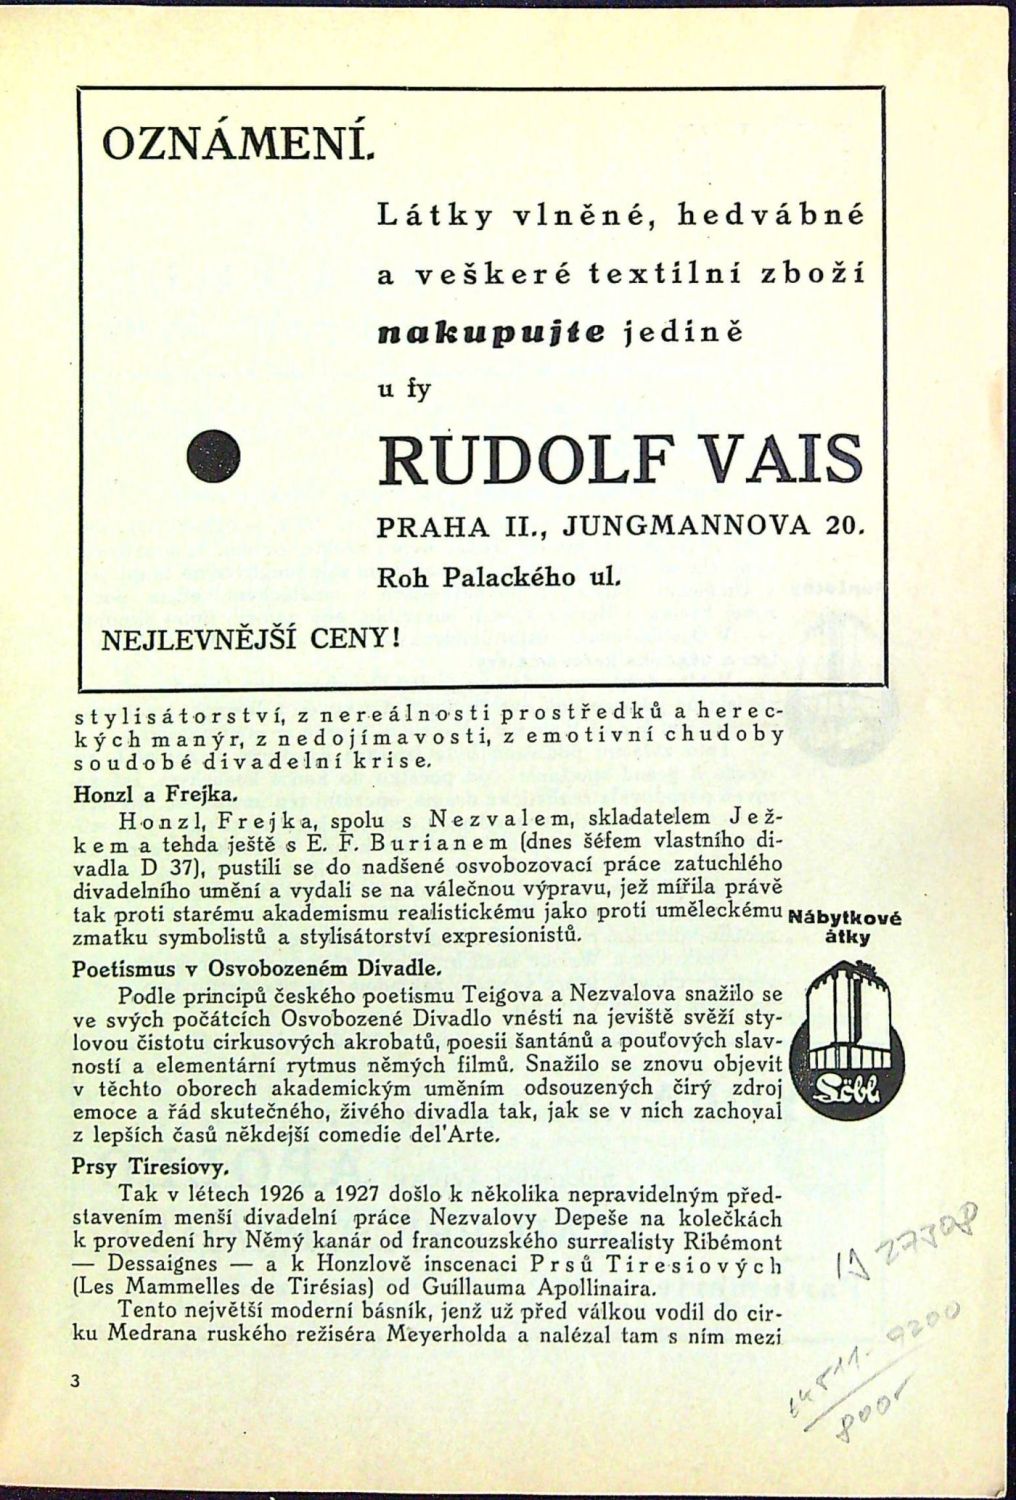 OZNÁMENÍ.
Látky vlněné, hedvábné
a veškeré textilní zboží
nakupujte jedině
u fy
RUDOLF VAIS
PRAHA II., JUNGMANNOVA 20.
Roh Palackého ul.
NEJLEVNĚJŠÍ CENY!
stylisátorství, z nereálnosti prostředků a herec-
kých manýr, z nedojímavosti, z emotivní chudoby
soudobé divadelní krise.
Honzl a Frejka.
Honzl, Frejka, spolu s Nezvalem, skladatelem Jež-
kem a tehda ještě s E. F. Burianem (dnes šéfem vlastního di-
vadla D 37), pustili se do nadšené osvobozovací práce zatuchlého
divadelního umění a vydali se na válečnou výpravu, jež mířila právě
tak proti starému akademismu realistickému jako proti uměleckému
zmatku symbolistů a stylisátorství expresionistů.
Poetismus v Osvobozeném Divadle.
Podle principů českého poetismu Teigova a Nezvalova snažilo se
ve svých počátcích Osvobozené Divadlo vnésti na jeviště svěží sty-
lovou čistotu cirkusových akrobatů, poesii šantánů a pouťových slav-
ností a elementární rytmus němých filmů. Snažilo se znovu objevit
v těchto oborech akademickým uměním odsouzených čirý zdroj
emoce a řád skutečného, živého divadla tak, jak se v nich zachoval
z lepších časů někdejší comedie del'Arte.
Prsy Tiresiovy.
Tak v létech 1926 a 1927 došlo k několika nepravidelným před-
stavením menší divadelní práce Nezvalovy Depeše na kolečkách
k provedení hry Němý kanár od francouzského surrealisty Ribémont
— Dessaignes — a k Honzlově inscenaci Prsů Tiresiových
(Les Mammelles de Tirésias) od Guillauma Apollinaira.
Tento největší moderní básník, jenž už před válkou vodil do cir-
ku Medrana ruského režiséra Meyerholda a nalézal tam s ním mezi
3
Nábytkové
átky
Söbl
27308
9200
800